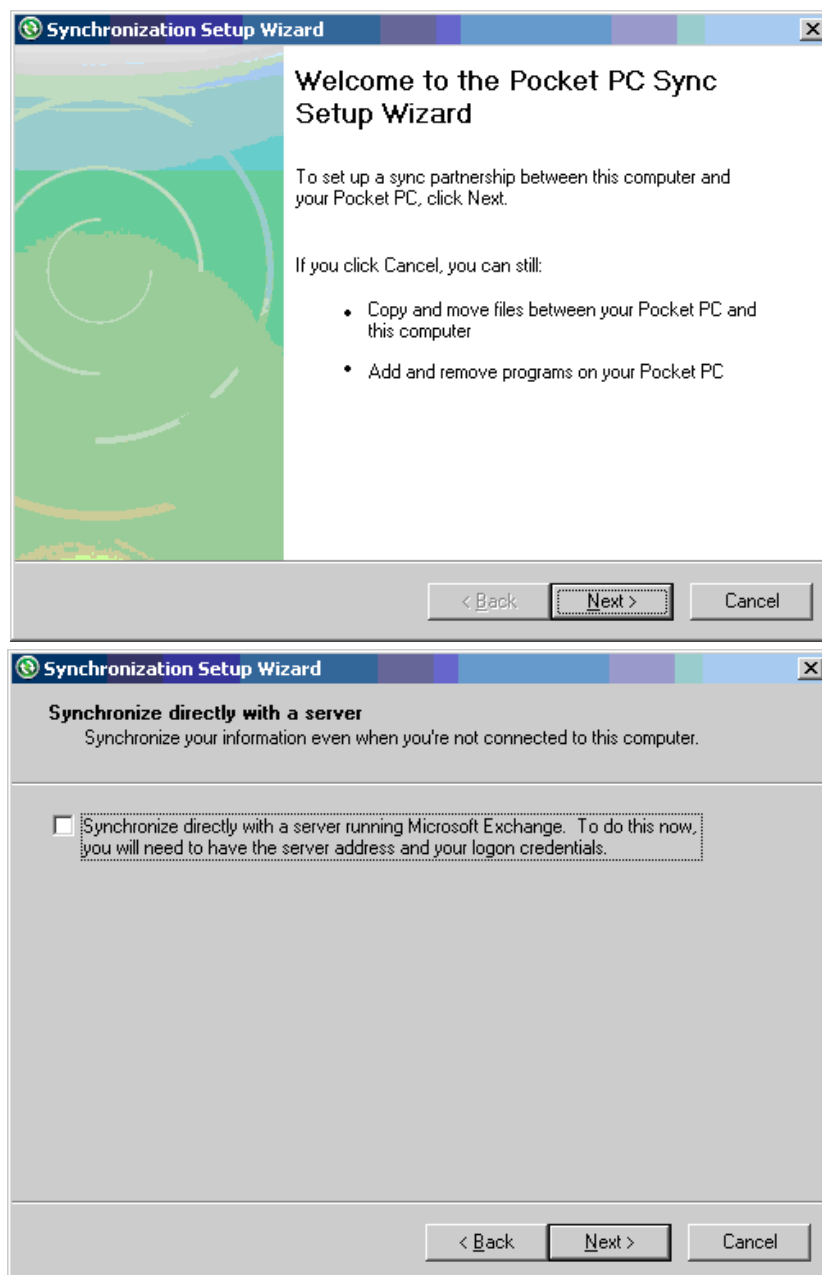 Synchronization Setup Wizard
Welcome to the Pocket PC Sync
Setup Wizard
To set up a sync partnership between this computer and
your Pocket PC, click Next.
If you click Cancel, you can still:
• Copy and move files between your Pocket PC and
this computer
• Add and remove programs on your Pocket PC
< Back Next > Cancel
Synchronization Setup Wizard
Synchronize directly with a server
Synchronize your information even when you're not connected to this computer.
Synchronize directly with a server running Microsoft Exchange. To do this now,
you will need to have the server address and your logon credentials.
< Back Next > Cancel